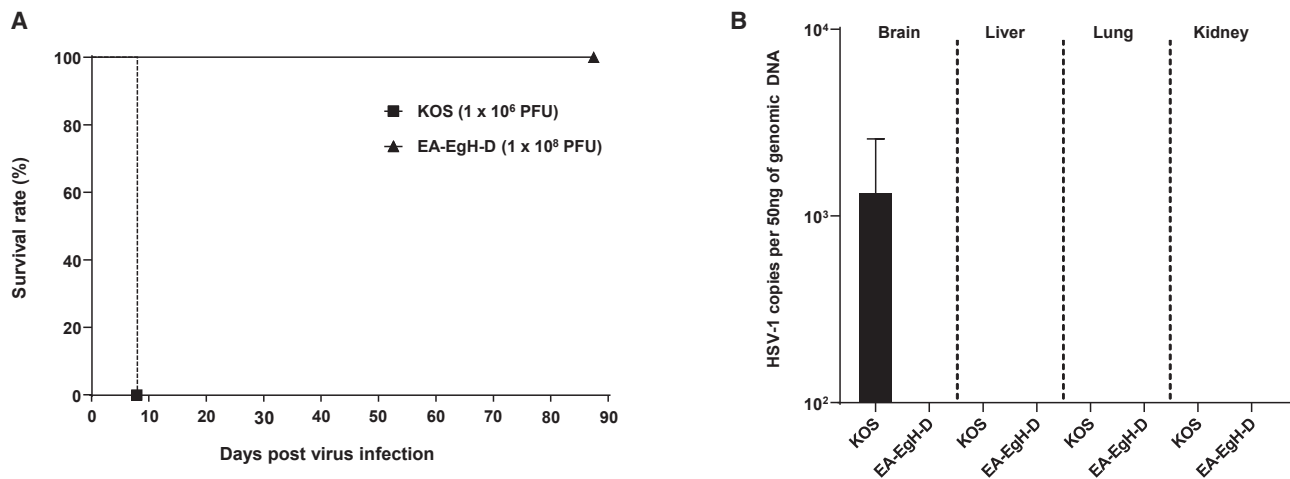 A
Survival rate (%)
100
80
60
40
20
0
0 10 20 30 40 50 60 70 80 90
Days post virus infection
KOS (1 x 10⁶ PFU)
EA-EgH-D (1 x 10⁸ PFU)
B
HSV-1 copies per 50ng of genomic DNA
10⁴
10³
10²
Brain Liver Lung Kidney
KOS EA-EgH-D KOS EA-EgH-D KOS EA-EgH-D KOS EA-EgH-D